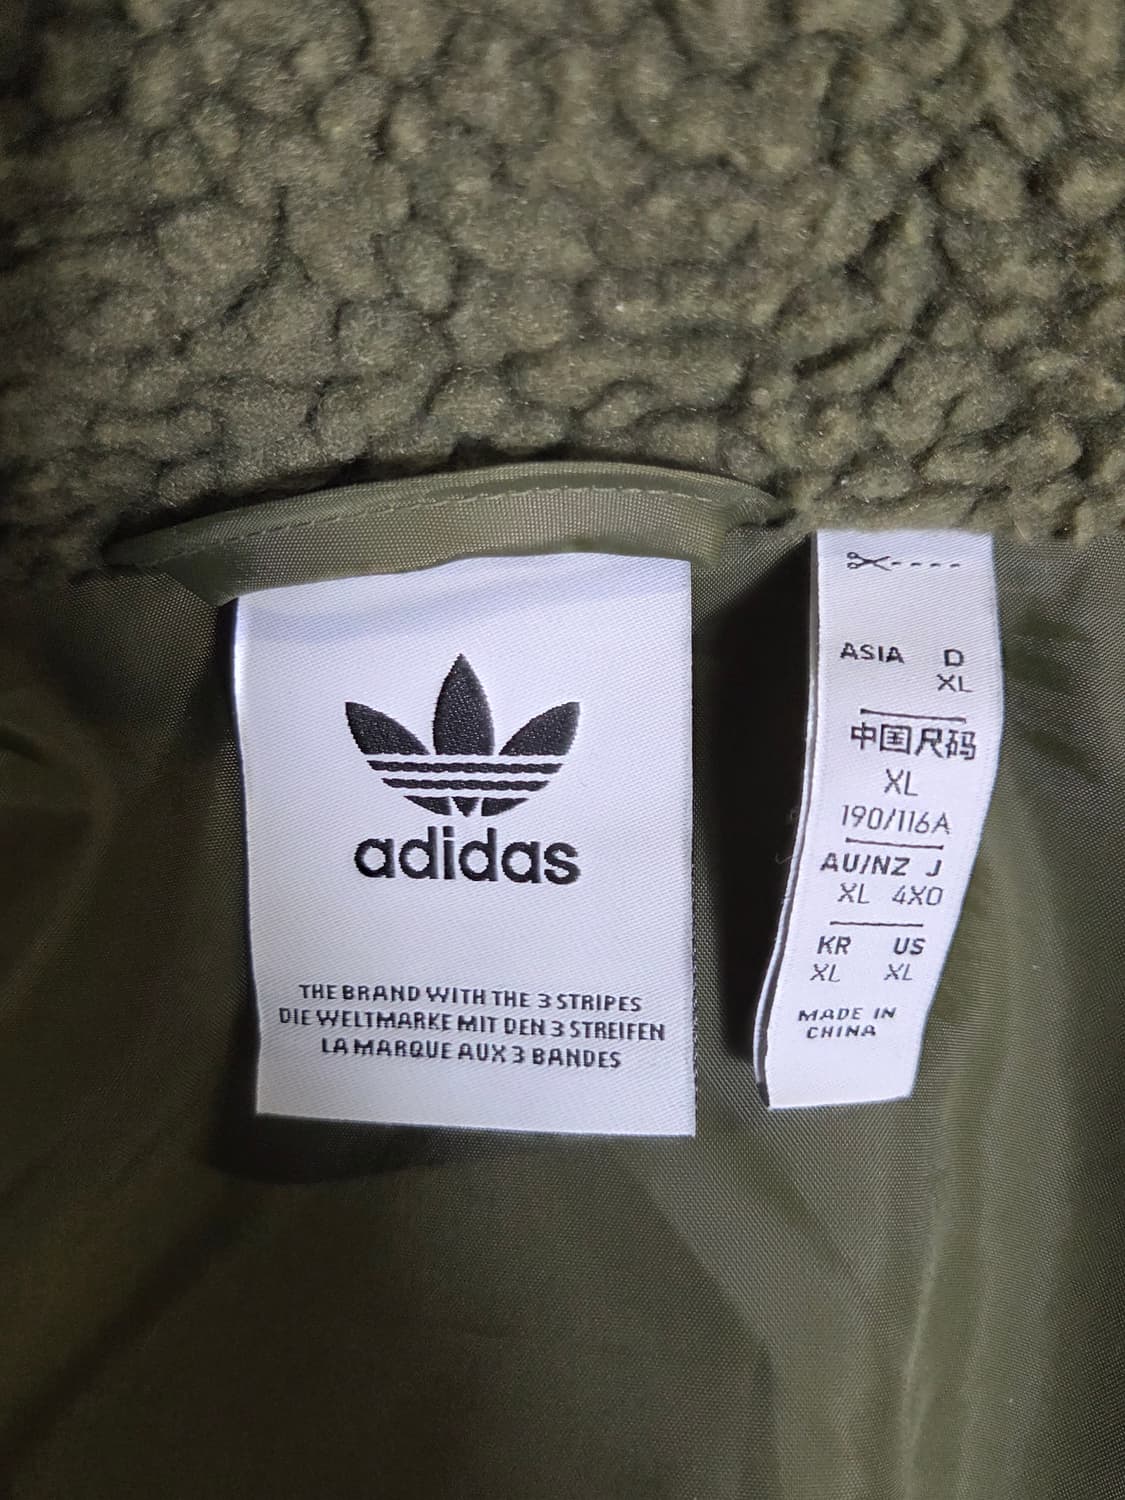 adidas
THE BRAND WITH THE 3 STRIPES
DIE WELTMARKE MIT DEN 3 STREIFEN
LA MARQUE AUX 3 BANDES
ASIA D
XL
中国尺码
XL
190/116A
AU/NZ J
XL 4XO
KR US
XL XL
MADE IN
CHINA